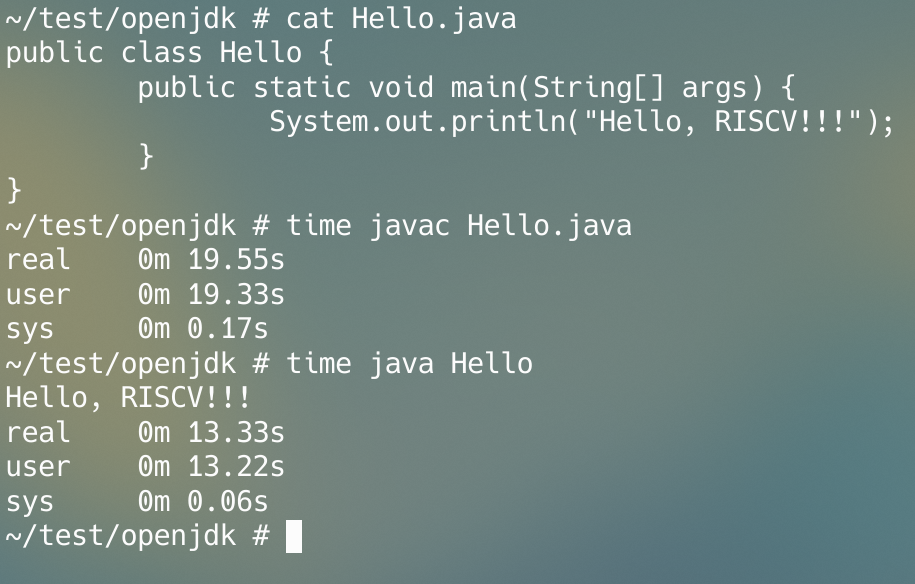 ~/test/openjdk # cat Hello.java
public class Hello {
        public static void main(String[] args) {
                System.out.println("Hello, RISCV!!!");
        }
}
~/test/openjdk # time javac Hello.java
real    0m 19.55s
user    0m 19.33s
sys     0m 0.17s
~/test/openjdk # time java Hello
Hello, RISCV!!!
real    0m 13.33s
user    0m 13.22s
sys     0m 0.06s
~/test/openjdk #